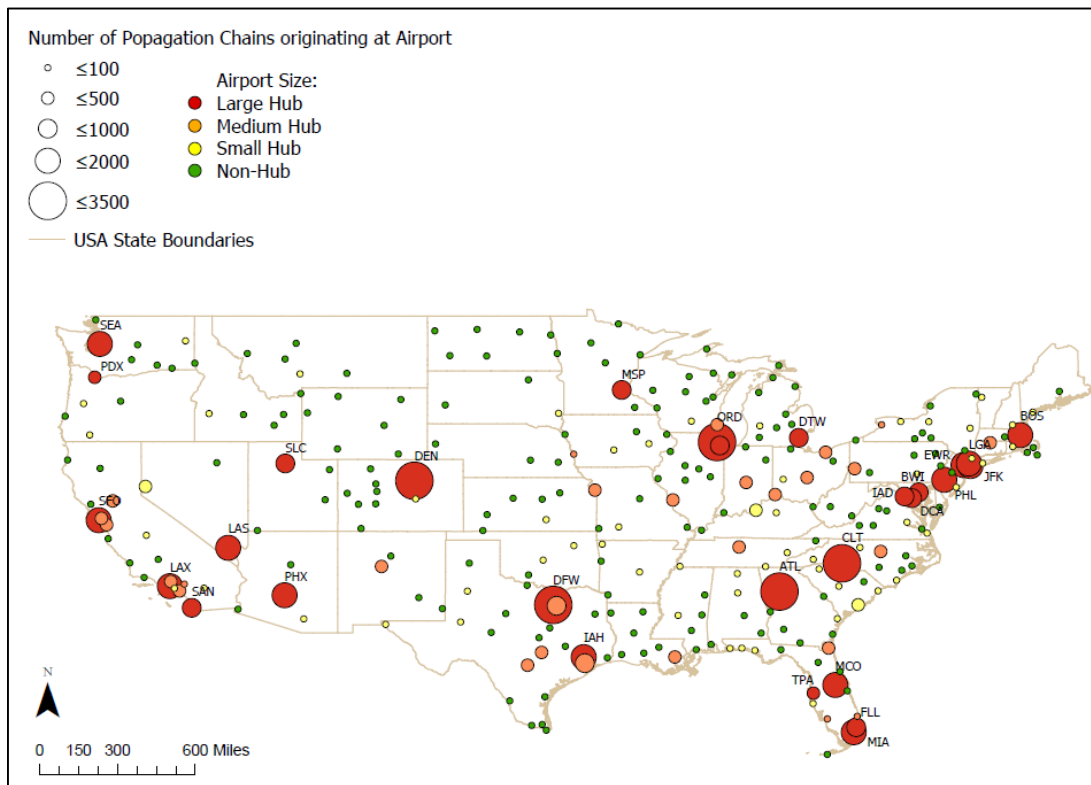 Number of Popagation Chains originating at Airport
≤100
≤500
≤1000
≤2000
≤3500
USA State Boundaries
Airport Size:
Large Hub
Medium Hub
Small Hub
Non-Hub
SEA
PDX
MSP
ORD
DTW
BOS
LGA
EWR
JFK
SLC
DEN
BWI
PHL
IAD
DCA
SFO
LAS
CLT
LAX
PHX
ATL
SAN
DFW
IAH
MCO
TPA
FLL
MIA
N
0 150 300 600 Miles